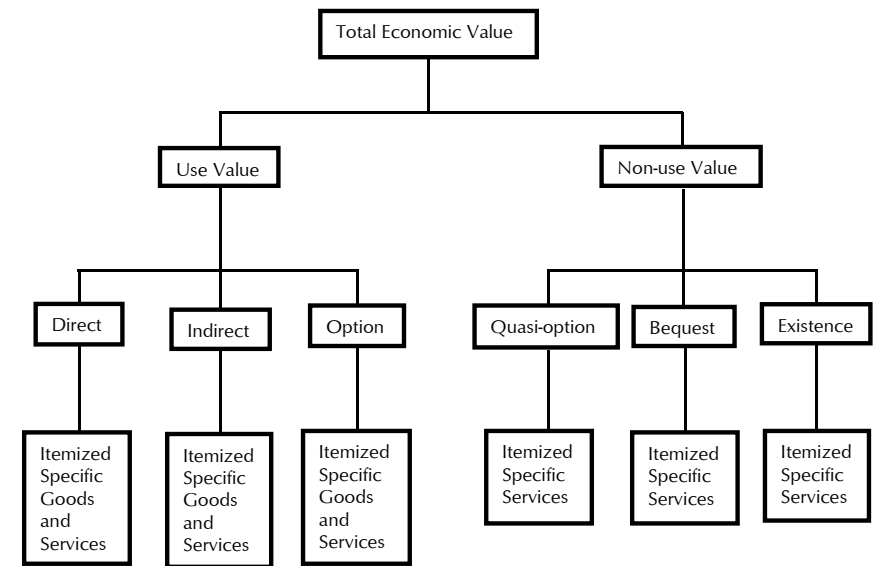 Total Economic Value
Use Value
Non-use Value
Direct
Indirect
Option
Quasi-option
Bequest
Existence
Itemized
Specific
Goods
and
Services
Itemized
Specific
Goods
and
Services
Itemized
Specific
Goods
and
Services
Itemized
Specific
Services
Itemized
Specific
Services
Itemized
Specific
Services